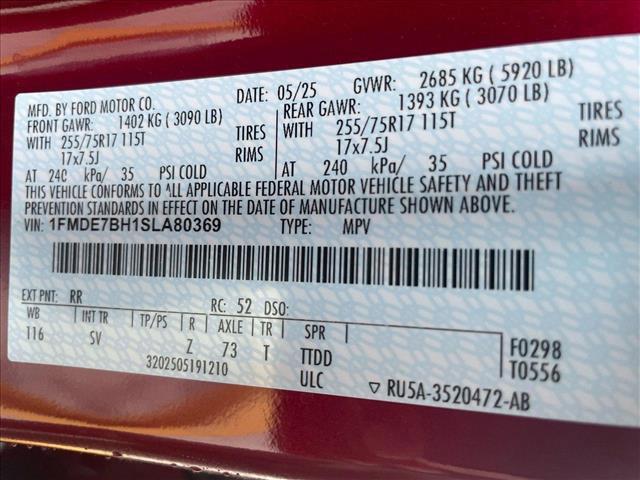 MFD. BY FORD MOTOR CO. DATE: 05/25 GVWR: 2685 KG ( 5920 LB)
FRONT GAWR: 1402 KG ( 3090 LB) REAR GAWR: 1393 KG ( 3070 LB)
WITH 255/75R17 115T TIRES WITH 255/75R17 115T TIRES
17x7.5J RIMS 17x7.5J RIMS
AT 240 kPa/ 35 PSI COLD AT 240 kPa/ 35 PSI COLD
THIS VEHICLE CONFORMS TO ALL APPLICABLE FEDERAL MOTOR VEHICLE SAFETY AND THEFT
PREVENTION STANDARDS IN EFFECT ON THE DATE OF MANUFACTURE SHOWN ABOVE.
VIN: 1FMDE7BH1SLA80369 TYPE: MPV
EXT PNT: RR RC: 52 DSO:
WB INT TR TP/PS R AXLE TR SPR
116 SV Z 73 T TTDD F0298
3202505191210 ULC T0556
▽ RU5A-3520472-AB